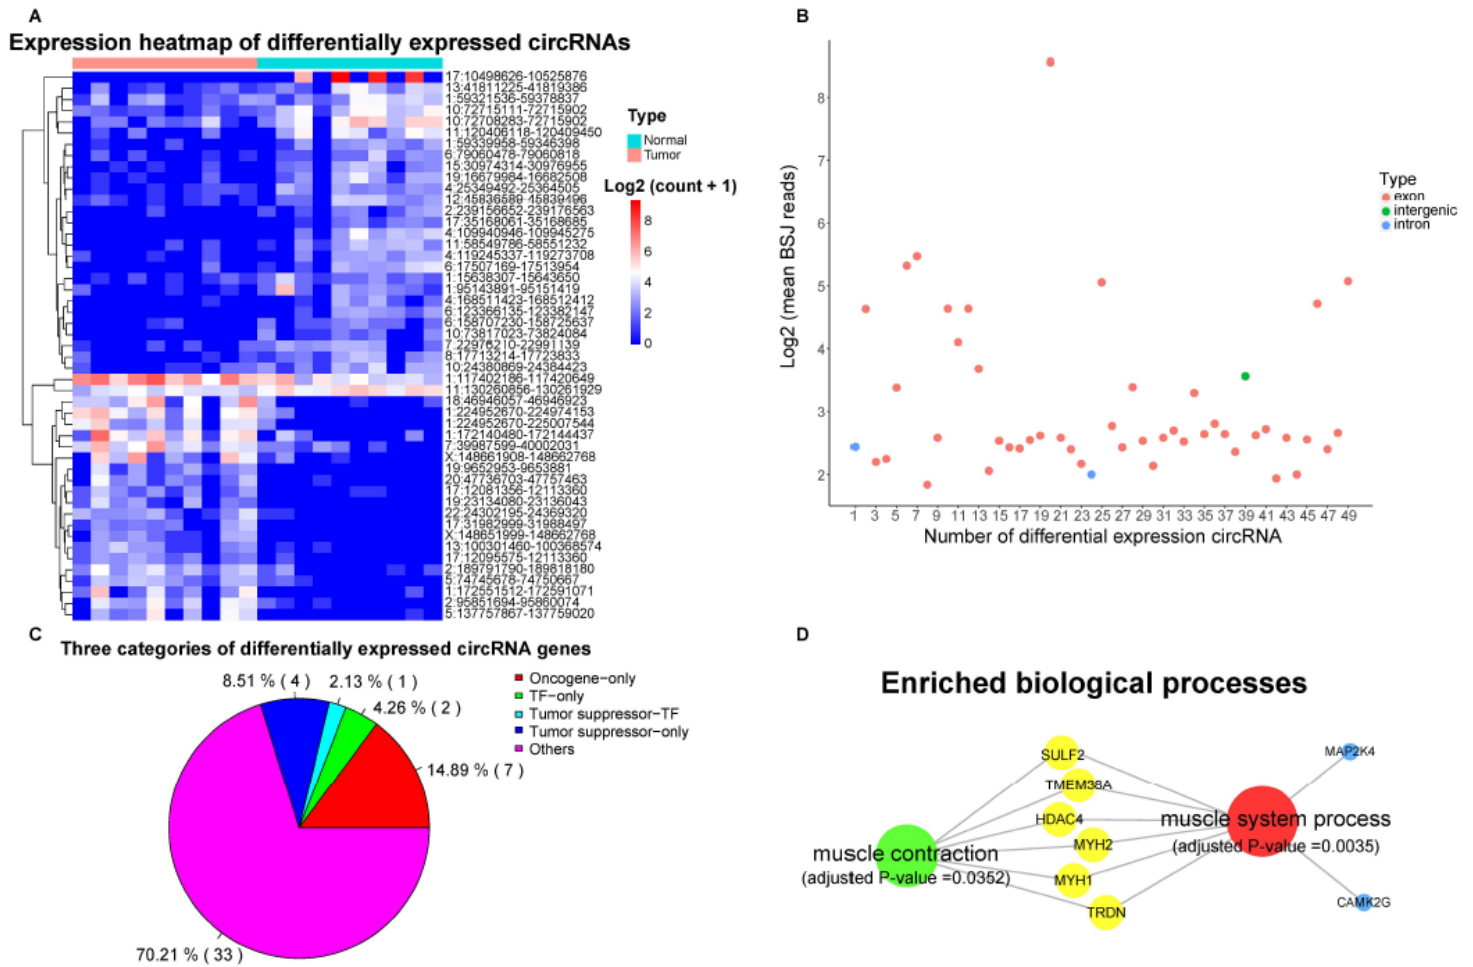 A
Expression heatmap of differentially expressed circRNAs
17:10498626-10525876
13:41811225-41819386
1:59321536-59378837
10:72715111-72715902
10:72708283-72715902
11:120406118-120409450
1:59339958-59346398
6:79060478-79060818
15:30974314-30976955
19:16679984-16682508
4:25349492-25364505
12:45836589-45839496
2:239156652-239176563
17:35168061-35168685
4:109940946-109945275
11:58549786-58551232
4:119245337-119273708
6:17507169-17513954
1:15638307-15643650
1:95143891-95151419
4:168511423-168512412
6:123366135-123382147
6:158707230-158725637
10:73817023-73824084
7:22976210-22991139
8:17713214-17723833
10:24380869-24384423
1:117402186-117420649
11:130260856-130261929
18:46946057-46946923
1:224952670-224974153
1:224952670-225007544
1:172140480-172144437
7:39987599-40002031
X:148661908-148662768
19:9652953-9653881
20:47736703-47757463
17:12081356-12113360
19:23134080-23136043
22:24302195-24369320
17:31982999-31988497
X:148651999-148662768
13:100301460-100368574
17:12095575-12113360
2:189791790-189818180
5:74745678-74750667
1:172551512-172591071
2:95851694-95860074
5:137757867-137759020
Type
Normal
Tumor
Log2 (count + 1)
8
6
4
2
0
B
Log2 (mean BSJ reads)
8
7
6
5
4
3
2
1 3 5 7 9 11 13 15 17 19 21 23 25 27 29 31 33 35 37 39 41 43 45 47 49
Number of differential expression circRNA
Type
exon
intergenic
intron
C
Three categories of differentially expressed circRNA genes
8.51 % ( 4 )
2.13 % ( 1 )
4.26 % ( 2 )
14.89 % ( 7 )
70.21 % ( 33 )
Oncogene-only
TF-only
Tumor suppressor-TF
Tumor suppressor-only
Others
D
Enriched biological processes
SULF2
TMEM38A
HDAC4
MYH2
MYH1
TRDN
MAP2K4
CAMK2G
muscle contraction
(adjusted P-value =0.0352)
muscle system process
(adjusted P-value =0.0035)